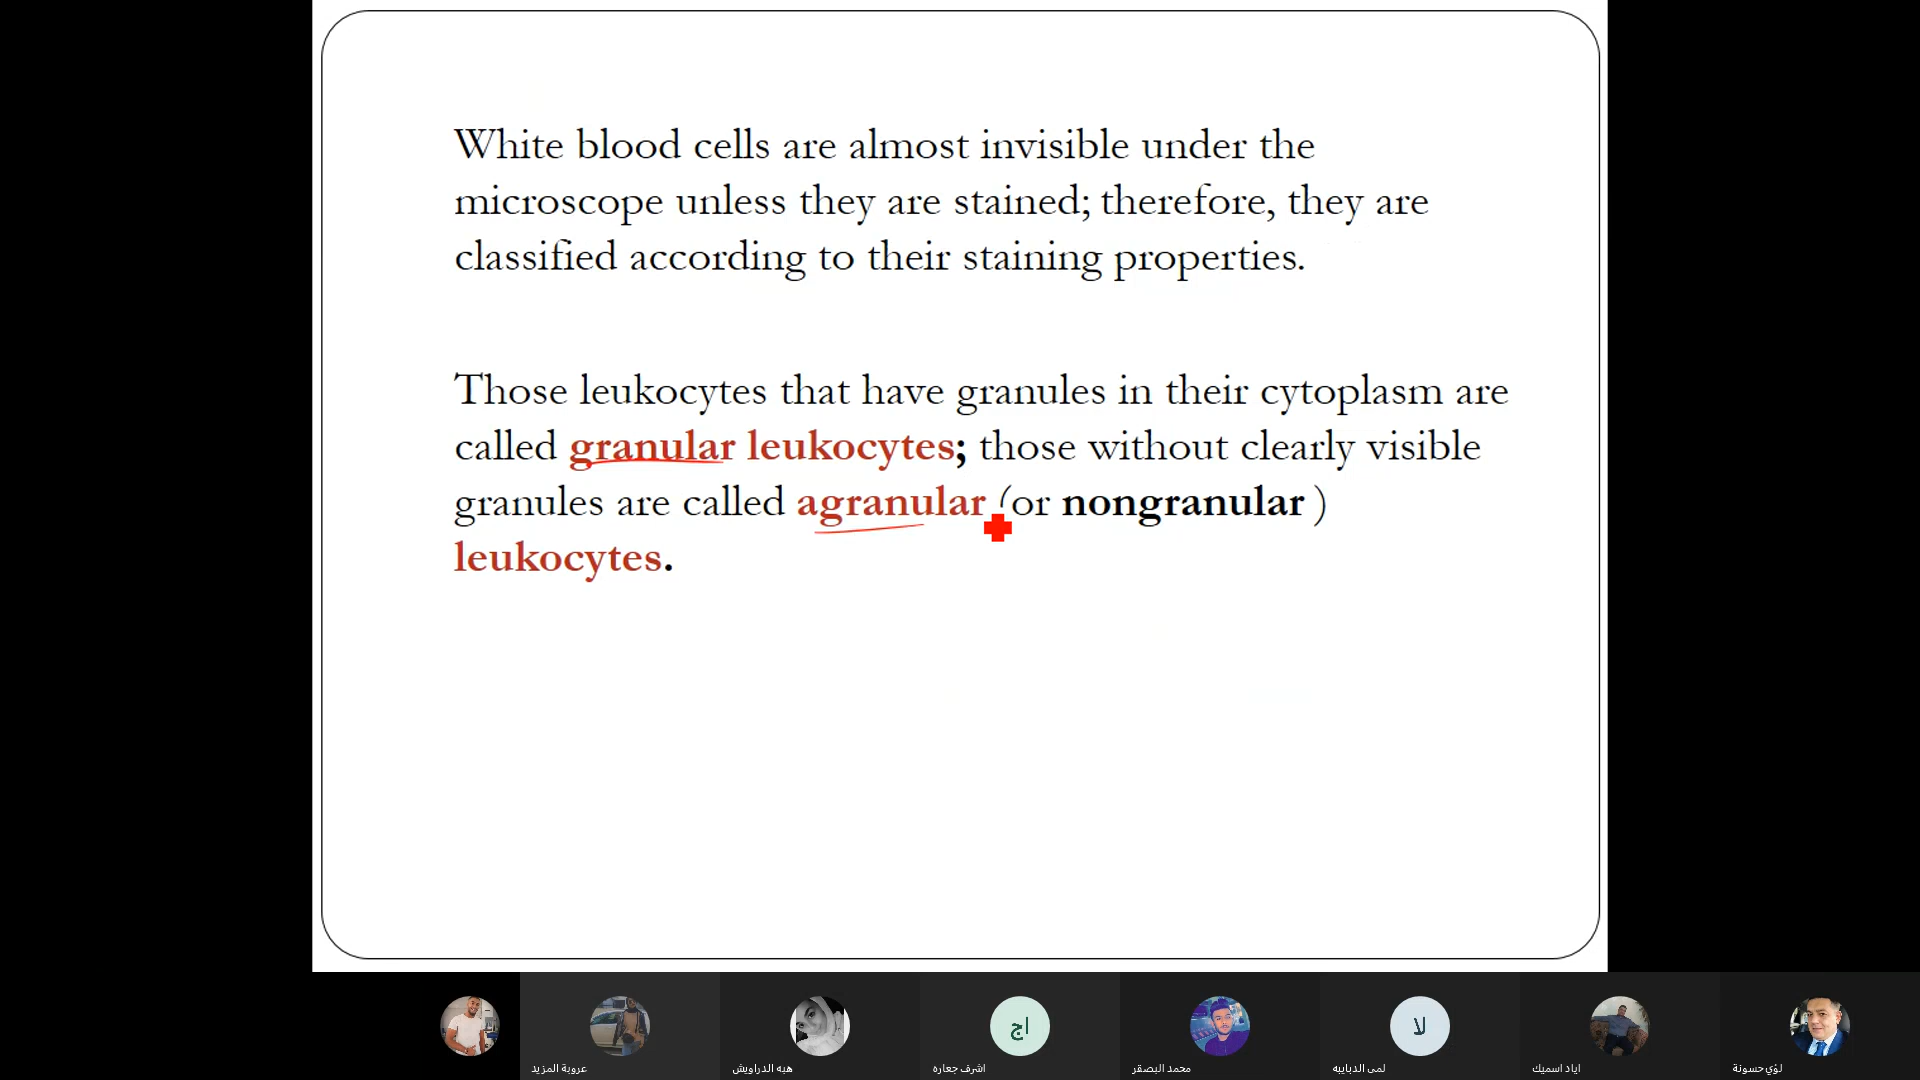 White blood cells are almost invisible under the
microscope unless they are stained; therefore, they are
classified according to their staining properties.
Those leukocytes that have granules in their cytoplasm are
called granular leukocytes; those without clearly visible
granules are called agranular (or nongranular )
leukocytes.
اج
لا
عروبة المزيد
هبه الدراويش
اشرف جعاره
محمد البصقر
لمى الدبايبه
اياد اسميك
لؤي حسونة